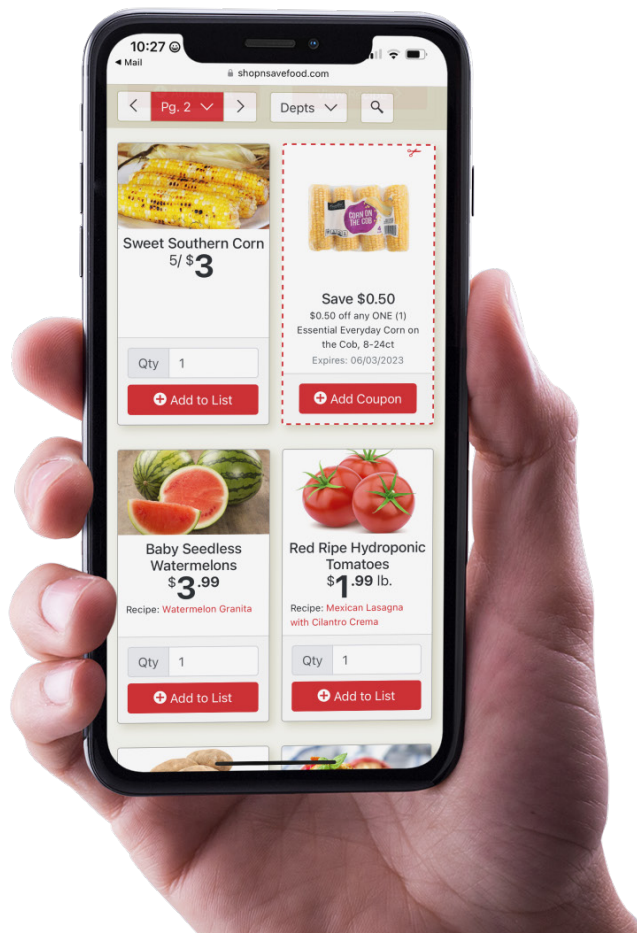 10:27
Mail
shopnsavefood.com
Pg. 2
Depts
Sweet Southern Corn
5/ $3
Qty 1
Add to List
CORN ON
THE COB
4
Save $0.50
$0.50 off any ONE (1)
Essential Everyday Corn on
the Cob, 8-24ct
Expires: 06/03/2023
Add Coupon
Baby Seedless
Watermelons
$3.99
Recipe: Watermelon Granita
Qty 1
Add to List
Red Ripe Hydroponic
Tomatoes
$1.99 lb.
Recipe: Mexican Lasagna
with Cilantro Crema
Qty 1
Add to List